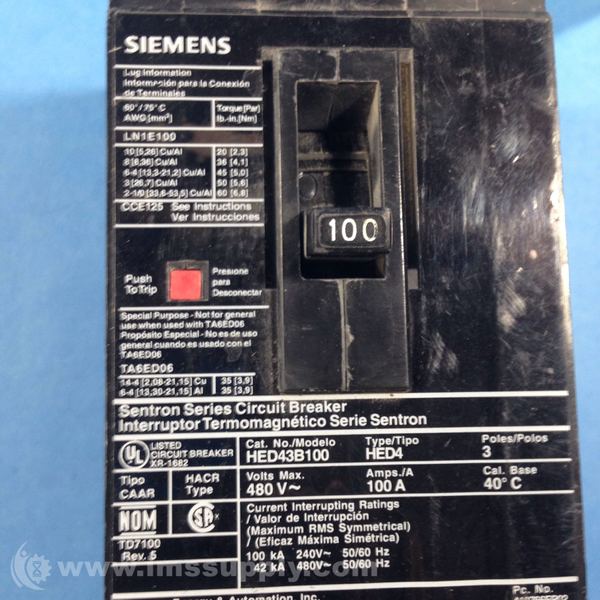 SIEMENS
Lug Information
Información para la Conexión
de Terminales
60°/75°C
AWG [mm²]
Torque [Par]
lb.-in.[Nm]
LN1E100
10 [5,26] Cu/Al 20 [2,3]
8 [8,36] Cu/Al 36 [4,1]
6-4 [13,3-21,2] Cu/Al 45 [5,0]
3 [26,7] Cu/Al 50 [5,6]
2-1/0 [33,6-53,5] Cu/Al 60 [6,8]
CCE125 See Instructions
Ver Instrucciones
100
Push
To Trip
Presione
para
Desconectar
Special Purpose - Not for general
use when used with TA6ED06
Propósito Especial - No es de uso
general cuando es usado con el
TA6ED06
TA6ED06
14-4 [2,08-21,15] Cu 35 [3,9]
6-4 [13,30-21,15] Al 35 [3,9]
Sentron Series Circuit Breaker
Interruptor Termomagnético Serie Sentron
UL LISTED
CIRCUIT BREAKER
XR-1682
Cat. No./Modelo
HED43B100
Type/Tipo
HED4
Poles/Polos
3
Tipo
CAAR
HACR
Type
Volts Max.
480 V~
Amps./A
100 A
Cal. Base
40° C
NOM
SA
TD7100
Rev. 5
Current Interrupting Ratings
/ Valor de Interrupción
(Maximum RMS Symmetrical)
/ (Eficaz Máxima Simétrica)
100 kA 240V~ 50/60 Hz
42 kA 480V~ 50/60 Hz
© www.imssupply.com
Energy & Automation, Inc.
Pc. No.